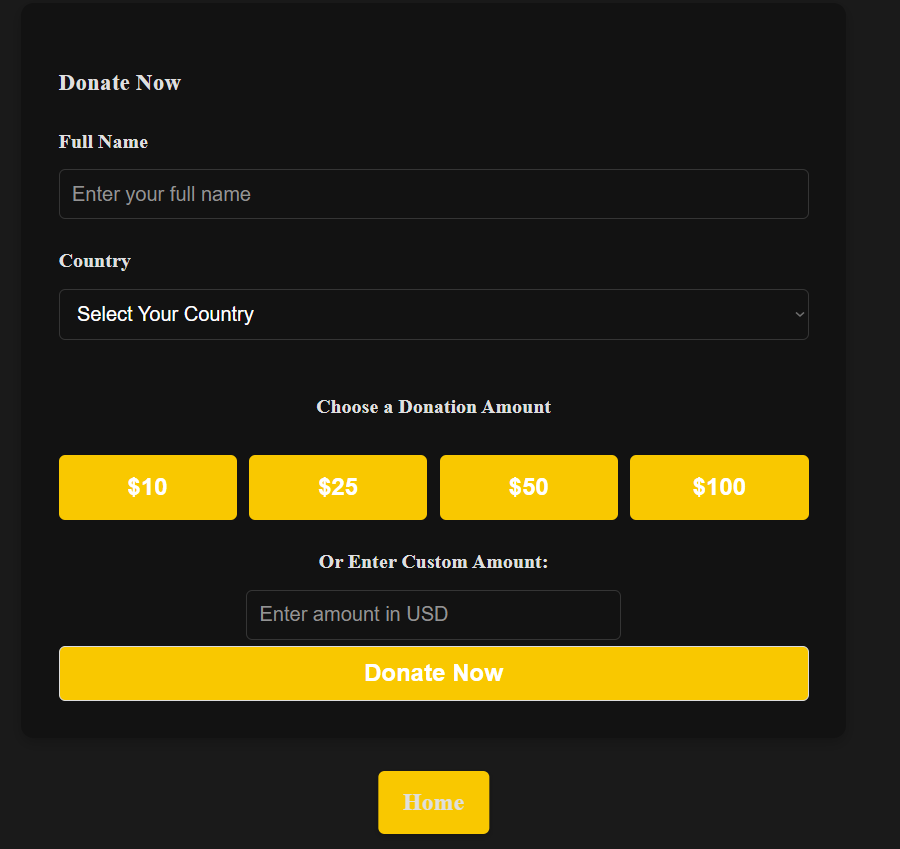 Donate Now
Full Name
Enter your full name
Country
Select Your Country
Choose a Donation Amount
$10 $25 $50 $100
Or Enter Custom Amount:
Enter amount in USD
Donate Now
Home